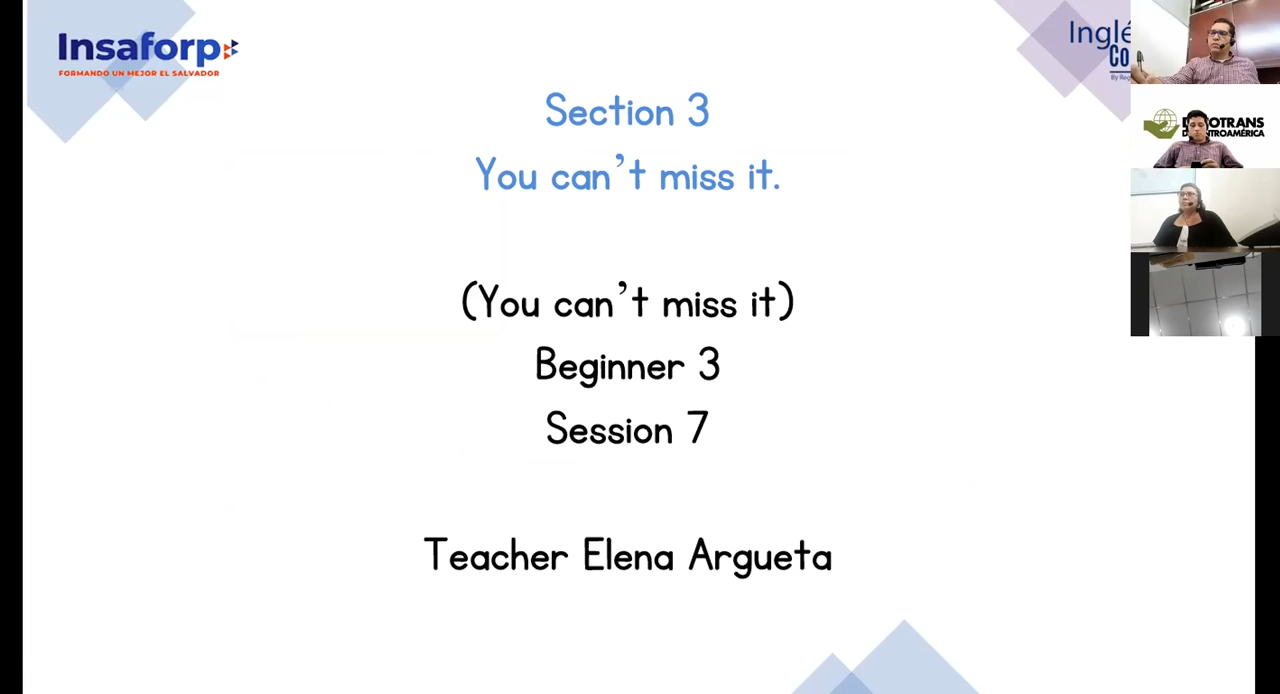 Insaforp
FORMANDO UN MEJOR EL SALVADOR
Section 3
You can't miss it.
(You can't miss it)
Beginner 3
Session 7
Teacher Elena Argueta